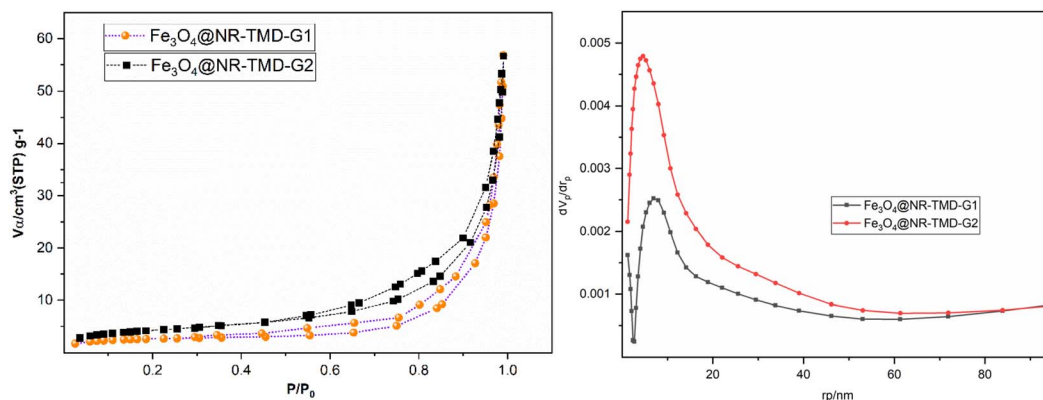 Fe₃O₄@NR-TMD-G1
Fe₃O₄@NR-TMD-G2
60
50
40
30
20
10
0
Vα/cm³(STP) g-1
0.2
0.4
0.6
0.8
1.0
P/P₀
0.005
0.004
0.003
0.002
0.001
dVₚ/drₚ
Fe₃O₄@NR-TMD-G1
Fe₃O₄@NR-TMD-G2
20
40
60
80
rp/nm